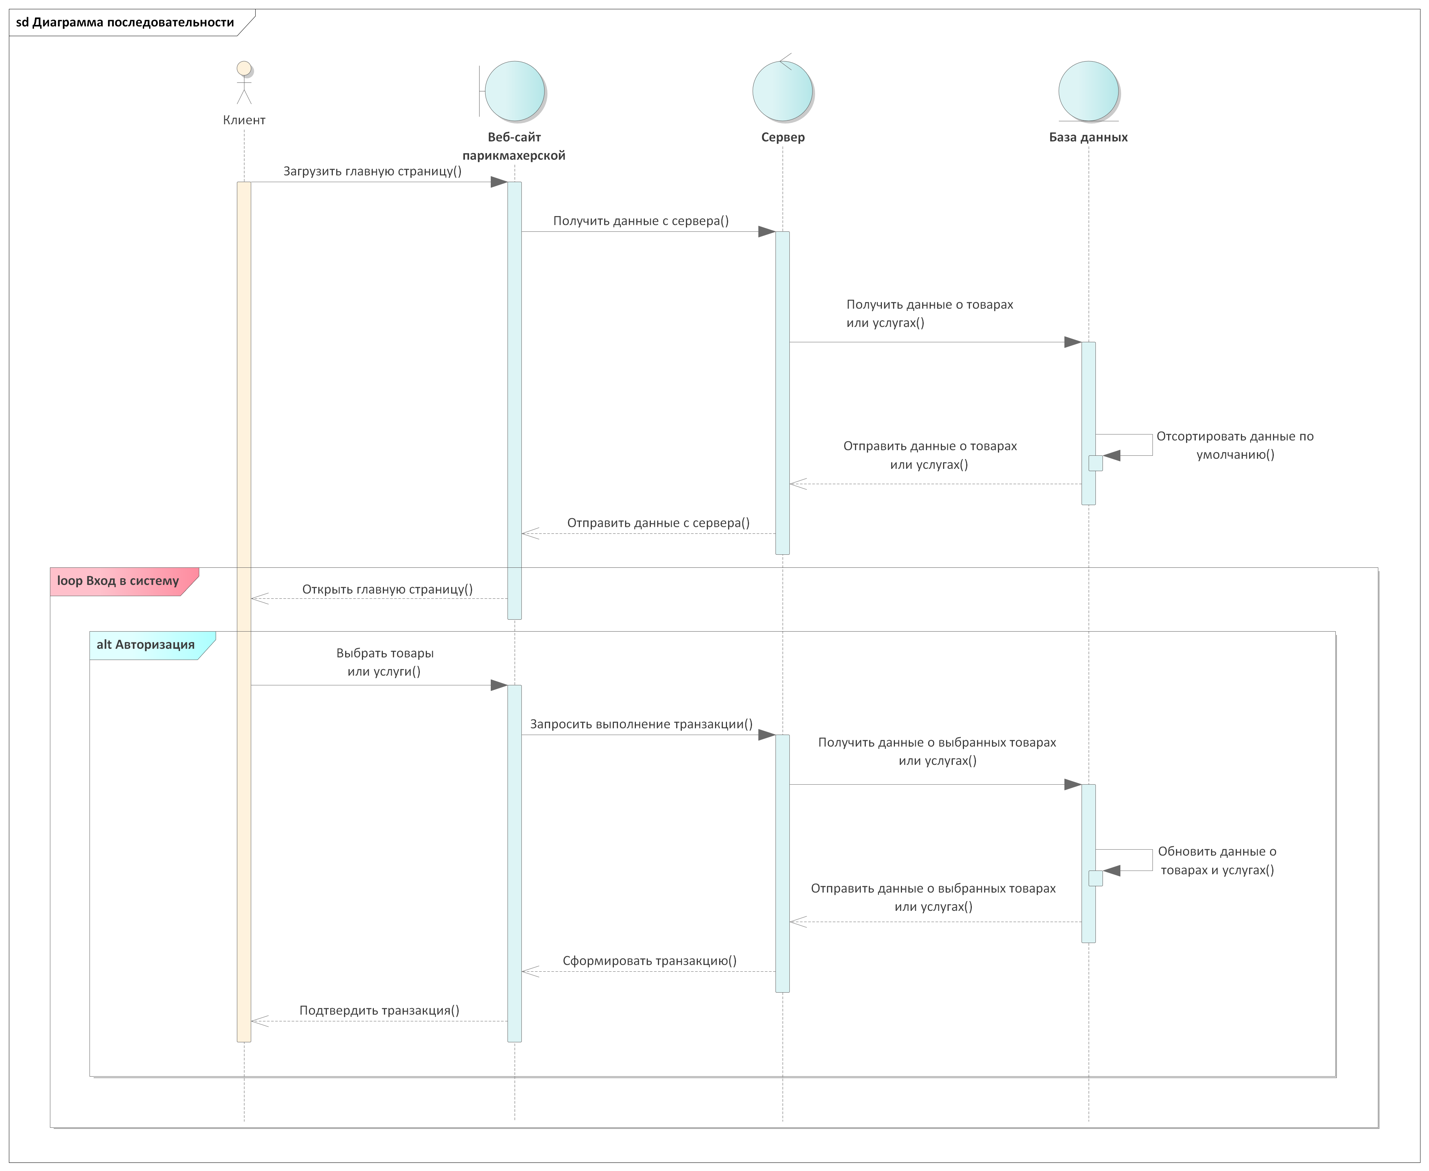 sd Диаграмма последовательности
Клиент
Веб-сайт
парикмахерской
Сервер
База данных
Загрузить главную страницу()
Получить данные с сервера()
Получить данные о товарах
или услугах()
Отсортировать данные по
умолчанию()
Отправить данные о товарах
или услугах()
Отправить данные с сервера()
loop Вход в систему
Открыть главную страницу()
alt Авторизация
Выбрать товары
или услуги()
Запросить выполнение транзакции()
Получить данные о выбранных товарах
или услугах()
Обновить данные о
товарах и услугах()
Отправить данные о выбранных товарах
или услугах()
Сформировать транзакцию()
Подтвердить транзакция()